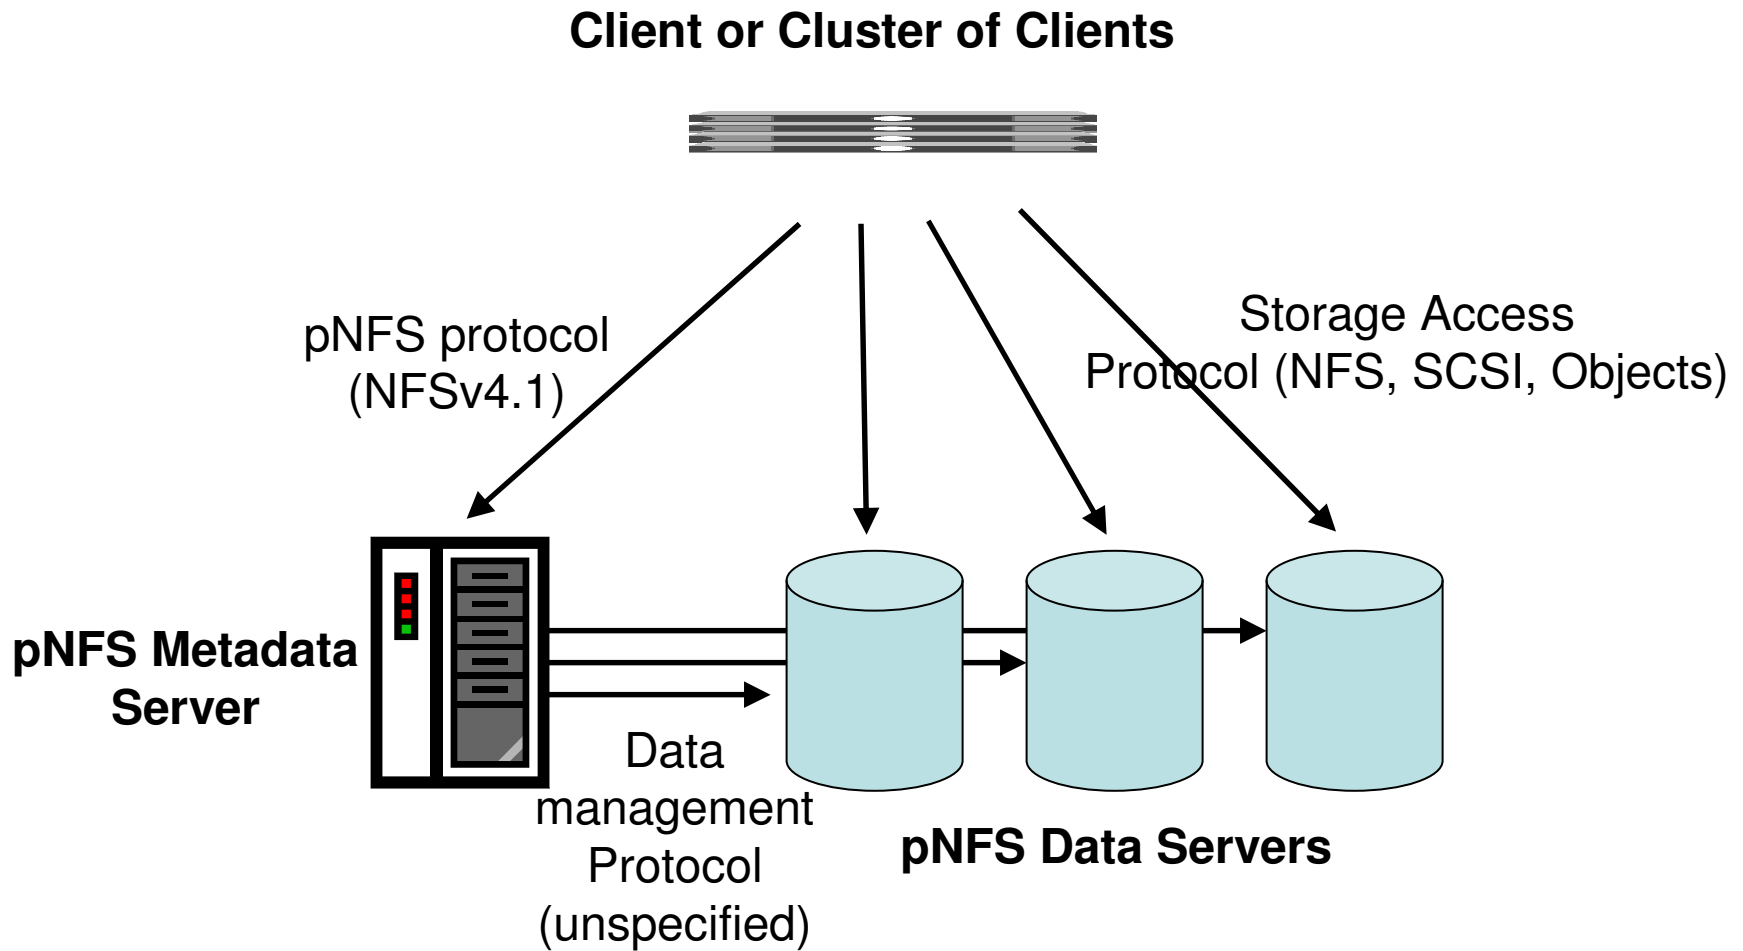 Client or Cluster of Clients
pNFS protocol
(NFSv4.1)
Storage Access
Protocol (NFS, SCSI, Objects)
pNFS Metadata
Server
Data
management
Protocol
(unspecified)
pNFS Data Servers